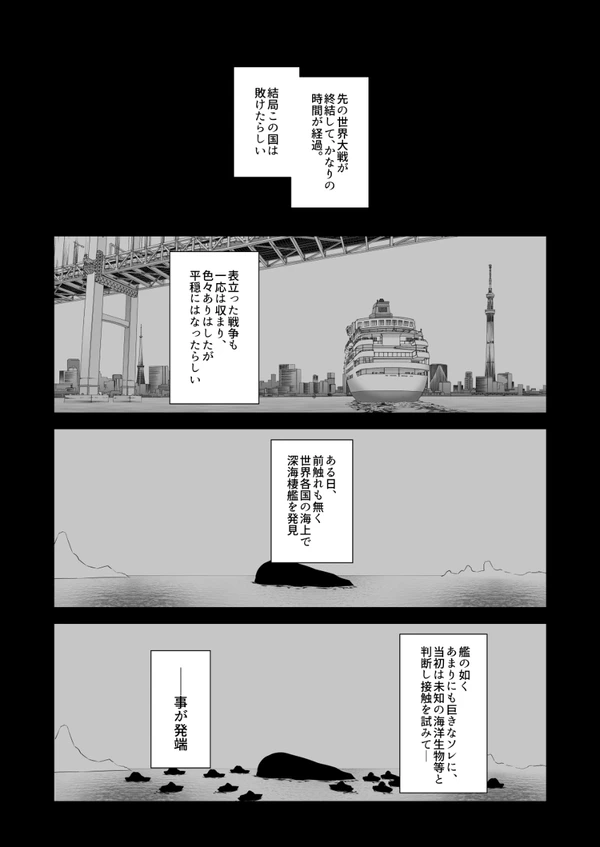 先の世界大戦が
終結して、かなりの
時間が経過。
結局この国は
敗けたらしい
表立った戦争も
一応は収まり、
色々ありはしたが
平穏にはなったらしい
ある日、
前触れも無く
世界各国の海上で
深海棲艦を発見
艦の如く
あまりにも巨きなソレに、
当初は未知の海洋生物等と
判断し接触を試みて―
――事が発端